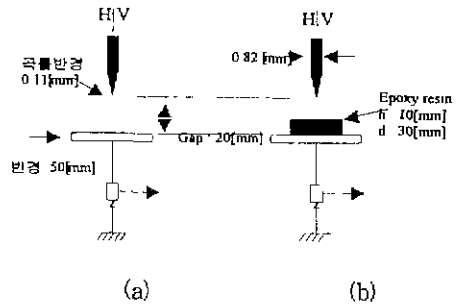 H|V
H|V
곡률반경
0.11[mm]
0.82[mm]
Epoxy resin
h 10[mm]
d 30[mm]
Gap 20[mm]
반경 50[mm]
Z
Z
(a)
(b)